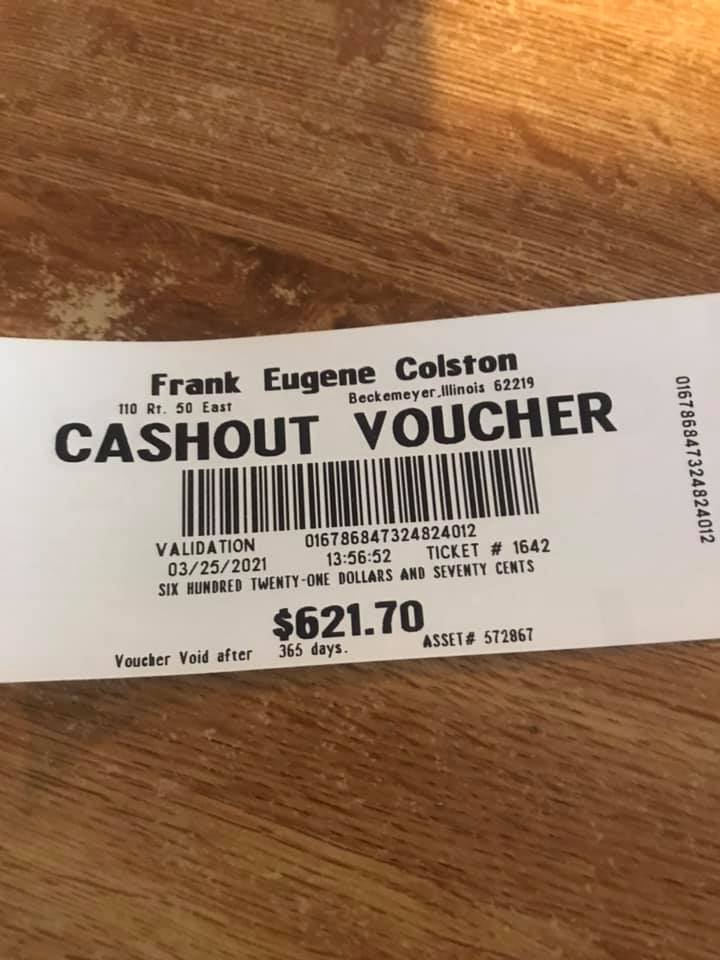 Frank Eugene Colston
110 Rt. 50 East Beckemeyer,Illinois 62219
CASHOUT VOUCHER
VALIDATION 016786847324824012
03/25/2021 13:56:52 TICKET # 1642
SIX HUNDRED TWENTY-ONE DOLLARS AND SEVENTY CENTS
$621.70
Voucher Void after 365 days. ASSET# 572867
016786847324824012